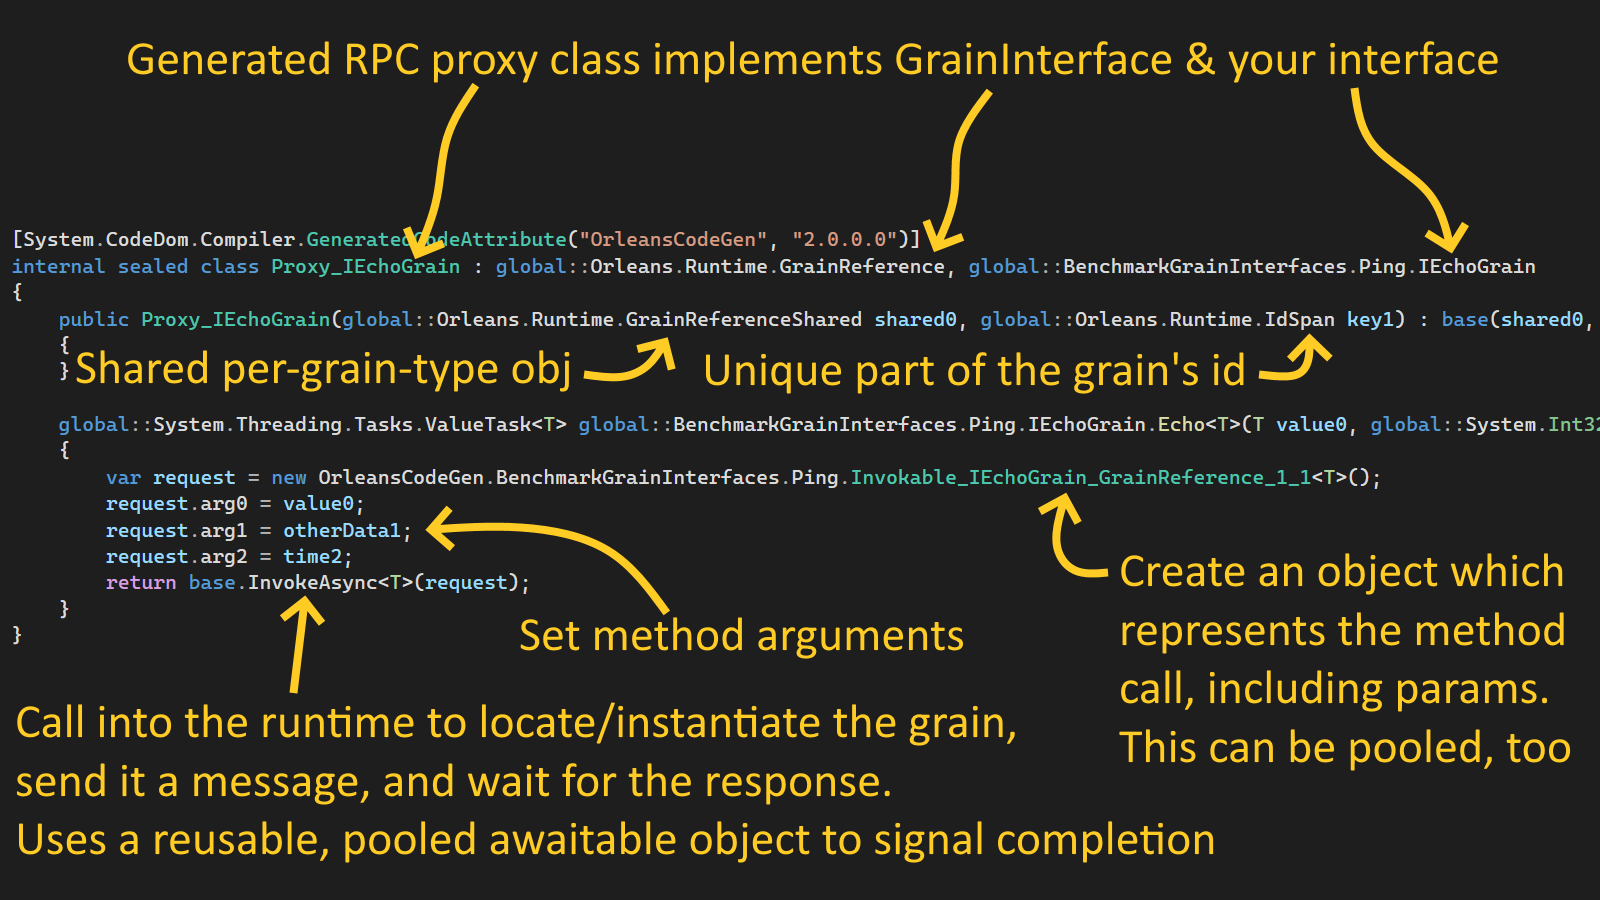 Generated RPC proxy class implements GrainInterface & your interface
[System.CodeDom.Compiler.GeneratedCodeAttribute("OrleansCodeGen", "2.0.0.0")]
internal sealed class Proxy_IEchoGrain : global::Orleans.Runtime.GrainReference, global::BenchmarkGrainInterfaces.Ping.IEchoGrain
{
public Proxy_IEchoGrain(global::Orleans.Runtime.GrainReferenceShared shared0, global::Orleans.Runtime.IdSpan key1) : base(shared0,
{
}
Shared per-grain-type obj
Unique part of the grain's id
global::System.Threading.Tasks.ValueTask<T> global::BenchmarkGrainInterfaces.Ping.IEchoGrain.Echo<T>(T value0, global::System.Int32
{
var request = new OrleansCodeGen.BenchmarkGrainInterfaces.Ping.Invokable_IEchoGrain_GrainReference_1_1<T>();
request.arg0 = value0;
request.arg1 = otherData1;
request.arg2 = time2;
return base.InvokeAsync<T>(request);
}
}
Set method arguments
Create an object which
represents the method
call, including params.
This can be pooled, too
Call into the runtime to locate/instantiate the grain,
send it a message, and wait for the response.
Uses a reusable, pooled awaitable object to signal completion